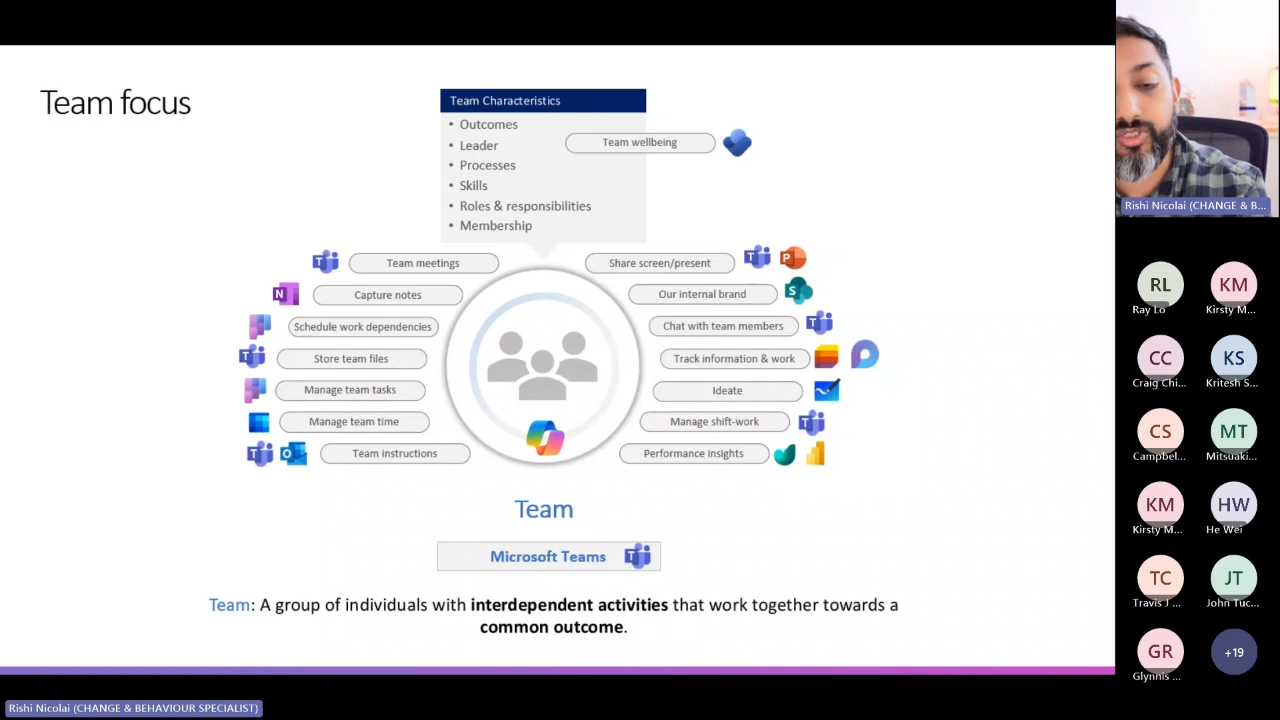 Team focus
Team Characteristics
• Outcomes
• Leader
• Processes
• Skills
• Roles & responsibilities
• Membership
Team wellbeing
Team meetings
Capture notes
Schedule work dependencies
Store team files
Manage team tasks
Manage team time
Team instructions
Share screen/present
Our internal brand
Chat with team members
Track information & work
Ideate
Manage shift-work
Performance insights
Team
Microsoft Teams
Team: A group of individuals with interdependent activities that work together towards a
common outcome.
Rishi Nicolai (CHANGE & BEHAVIOUR SPECIALIST)
Rishi Nicolai (CHANGE & B...
RL
Ray Lo
KM
Kirsty M...
CC
Craig Chi...
KS
Kritesh S...
CS
Campbel...
MT
Mitsuaki...
KM
Kirsty M...
HW
He Wei
TC
Travis J ...
JT
John Tuc...
GR
Glynnis ...
+19